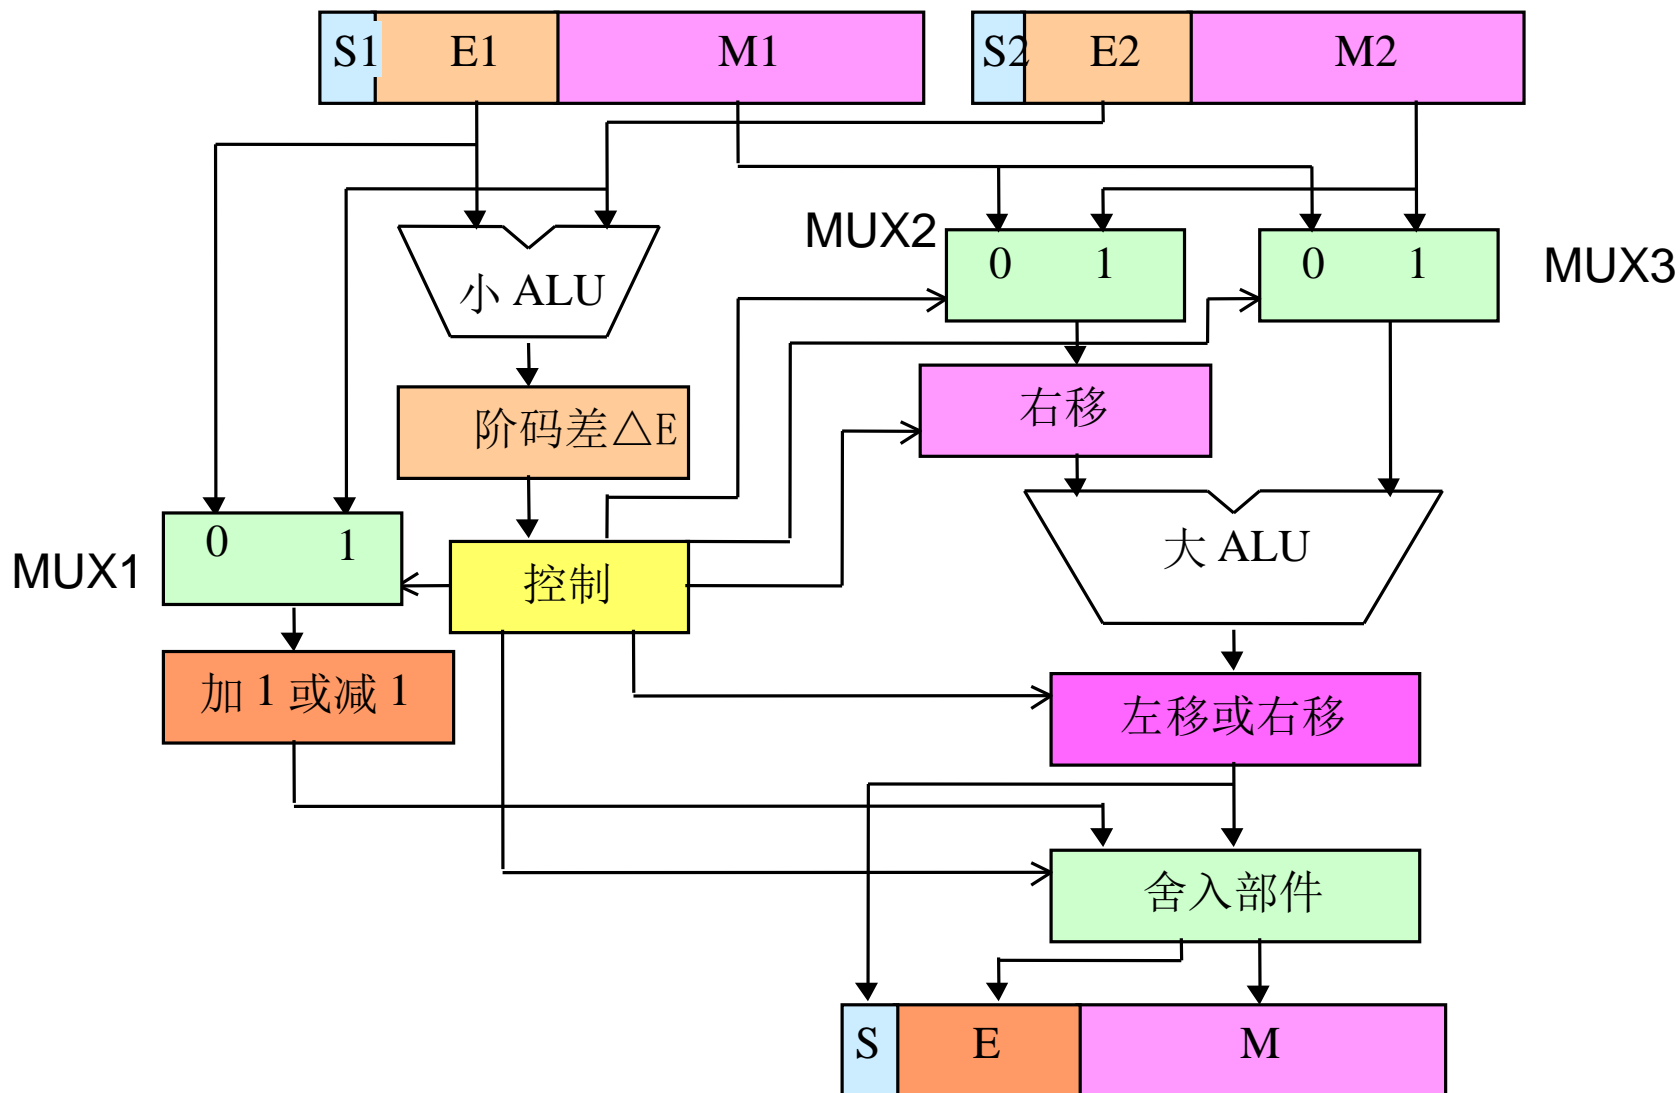 S1 E1 M1 S2 E2 M2
MUX2 0 1 0 1 MUX3
小 ALU
右移
阶码差△E
MUX1 0 1 控制 大 ALU
加 1 或减 1 左移或右移
舍入部件
S E M